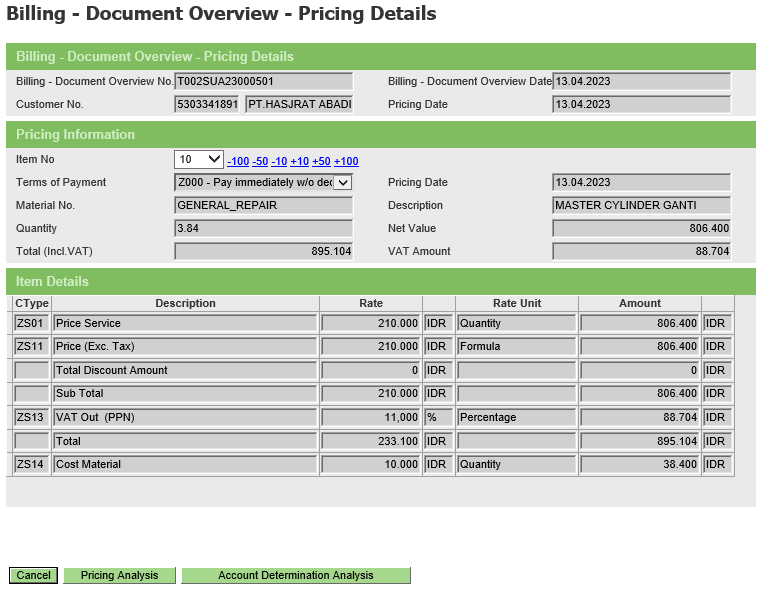 Billing - Document Overview - Pricing Details
Billing - Document Overview - Pricing Details
Billing - Document Overview No. T002SUA23000501 Billing - Document Overview Date 13.04.2023
Customer No. 5303341891 PT.HASJRAT ABADI Pricing Date 13.04.2023
Pricing Information
Item No 10 -100 -50 -10 +10 +50 +100
Terms of Payment Z000 - Pay immediately w/o dec Pricing Date 13.04.2023
Material No. GENERAL_REPAIR Description MASTER CYLINDER GANTI
Quantity 3.84 Net Value 806.400
Total (Incl.VAT) 895.104 VAT Amount 88.704
Item Details
CType Description Rate Rate Unit Amount
ZS01 Price Service 210.000 IDR Quantity 806.400 IDR
ZS11 Price (Exc. Tax) 210.000 IDR Formula 806.400 IDR
Total Discount Amount 0 IDR 0 IDR
Sub Total 210.000 IDR 806.400 IDR
ZS13 VAT Out (PPN) 11,000 % Percentage 88.704 IDR
Total 233.100 IDR 895.104 IDR
ZS14 Cost Material 10.000 IDR Quantity 38.400 IDR
Cancel Pricing Analysis Account Determination Analysis